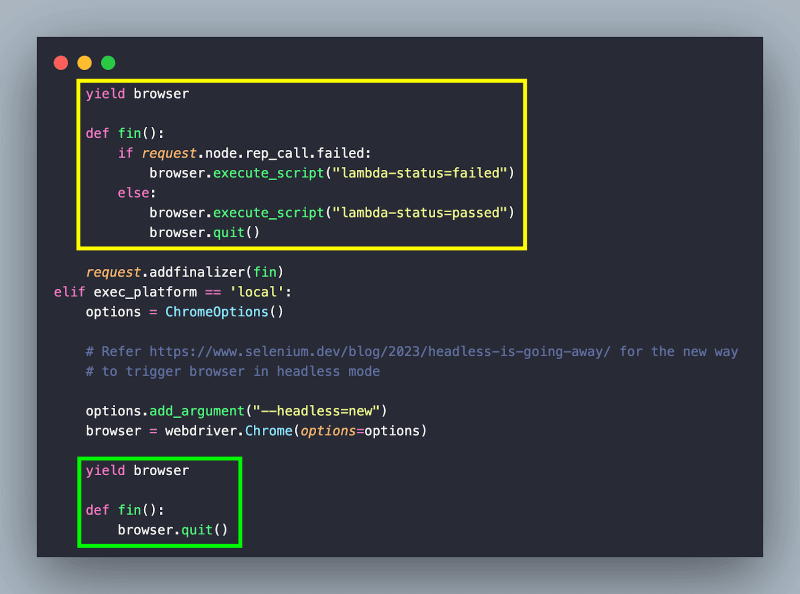 yield browser
def fin():
if request.node.rep_call.failed:
browser.execute_script("lambda-status=failed")
else:
browser.execute_script("lambda-status=passed")
browser.quit()
request.addfinalizer(fin)
elif exec_platform == 'local':
options = ChromeOptions()
# Refer https://www.selenium.dev/blog/2023/headless-is-going-away/ for the new way
# to trigger browser in headless mode
options.add_argument("--headless=new")
browser = webdriver.Chrome(options=options)
yield browser
def fin():
browser.quit()